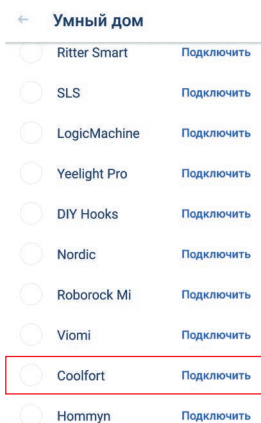 ← Умный дом
Ritter Smart Подключить
SLS Подключить
LogicMachine Подключить
Yeelight Pro Подключить
DIY Hooks Подключить
Nordic Подключить
Roborock Mi Подключить
Viomi Подключить
Coolfort Подключить
Hommyn Подключить